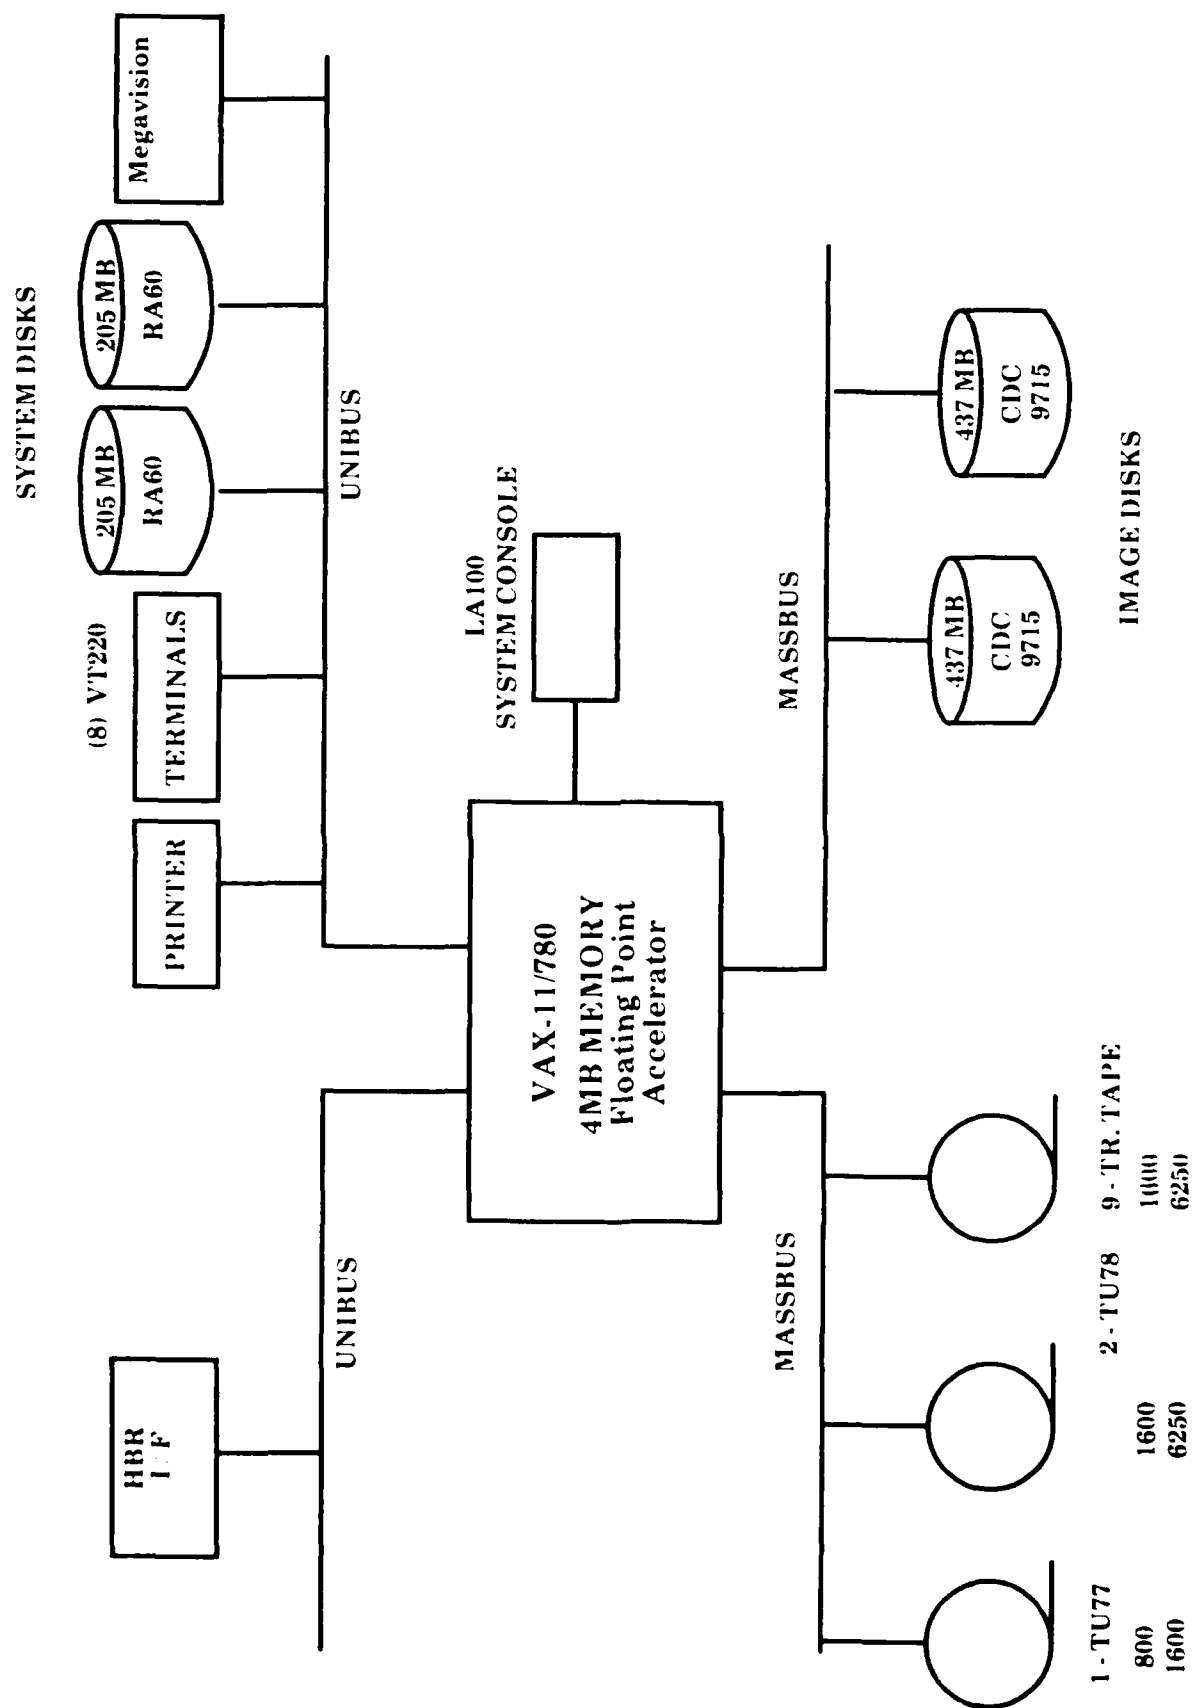 SYSTEM DISKS
(8) VT220
HBR
PRINTER
TERMINALS
205 MB
RA60
205 MB
RA60
Megavision
UNIBUS
UNIBUS
LA100
SYSTEM CONSOLE
VAX-11/780
4MB MEMORY
Floating Point
Accelerator
MASSBUS
MASSBUS
437 MB
CDC
9715
437 MB
CDC
9715
IMAGE DISKS
1 - TU77
800
1600
2 - TU78
1600
6250
9 - TR. TAPE
6250